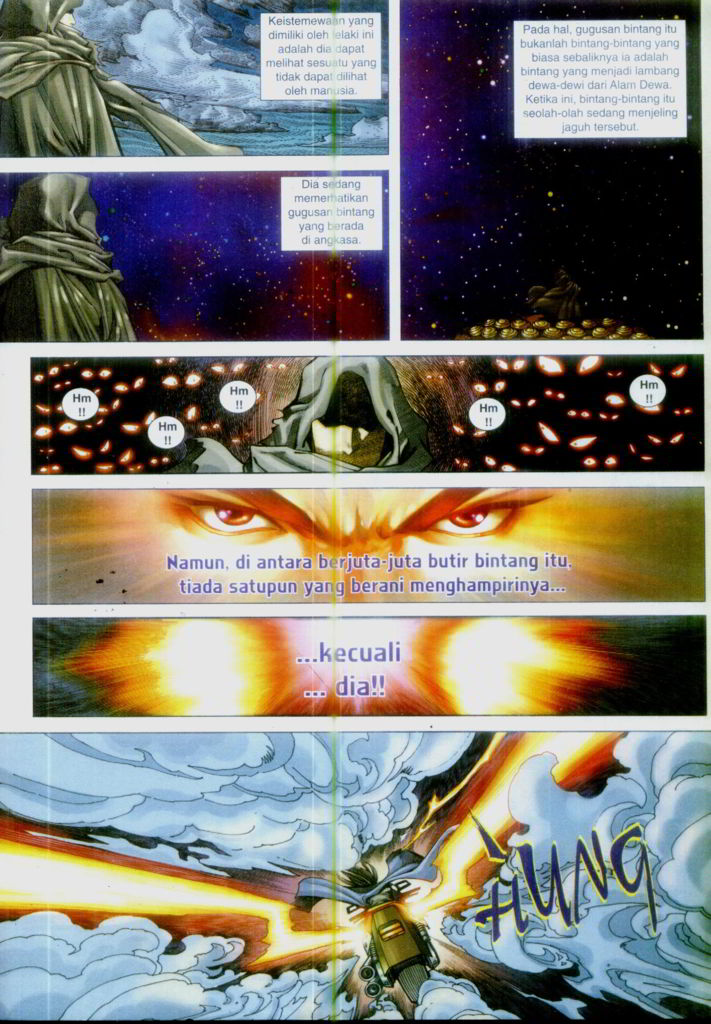 Keistemewaan yang
dimiliki oleh lelaki ini
adalah dia dapat
melihat sesuatu yang
tidak dapat dilihat
oleh manusia.
Dia sedang
memerhatikan
gugusan bintang
yang berada
di angkasa.
Pada hal, gugusan bintang itu
bukanlah bintang-bintang yang
biasa sebaliknya ia adalah
bintang yang menjadi lambang
dewa-dewi dari Alam Dewa.
Ketika ini, bintang-bintang itu
seolah-olah sedang menjeling
jaguh tersebut.
Hm
!!
Hm
!!
Hm
!!
Hm
!!
Hm
!!
Namun, di antara berjuta-juta butir bintang itu,
tiada satupun yang berani menghampirinya...
...kecuali
... dia!!
HUNG